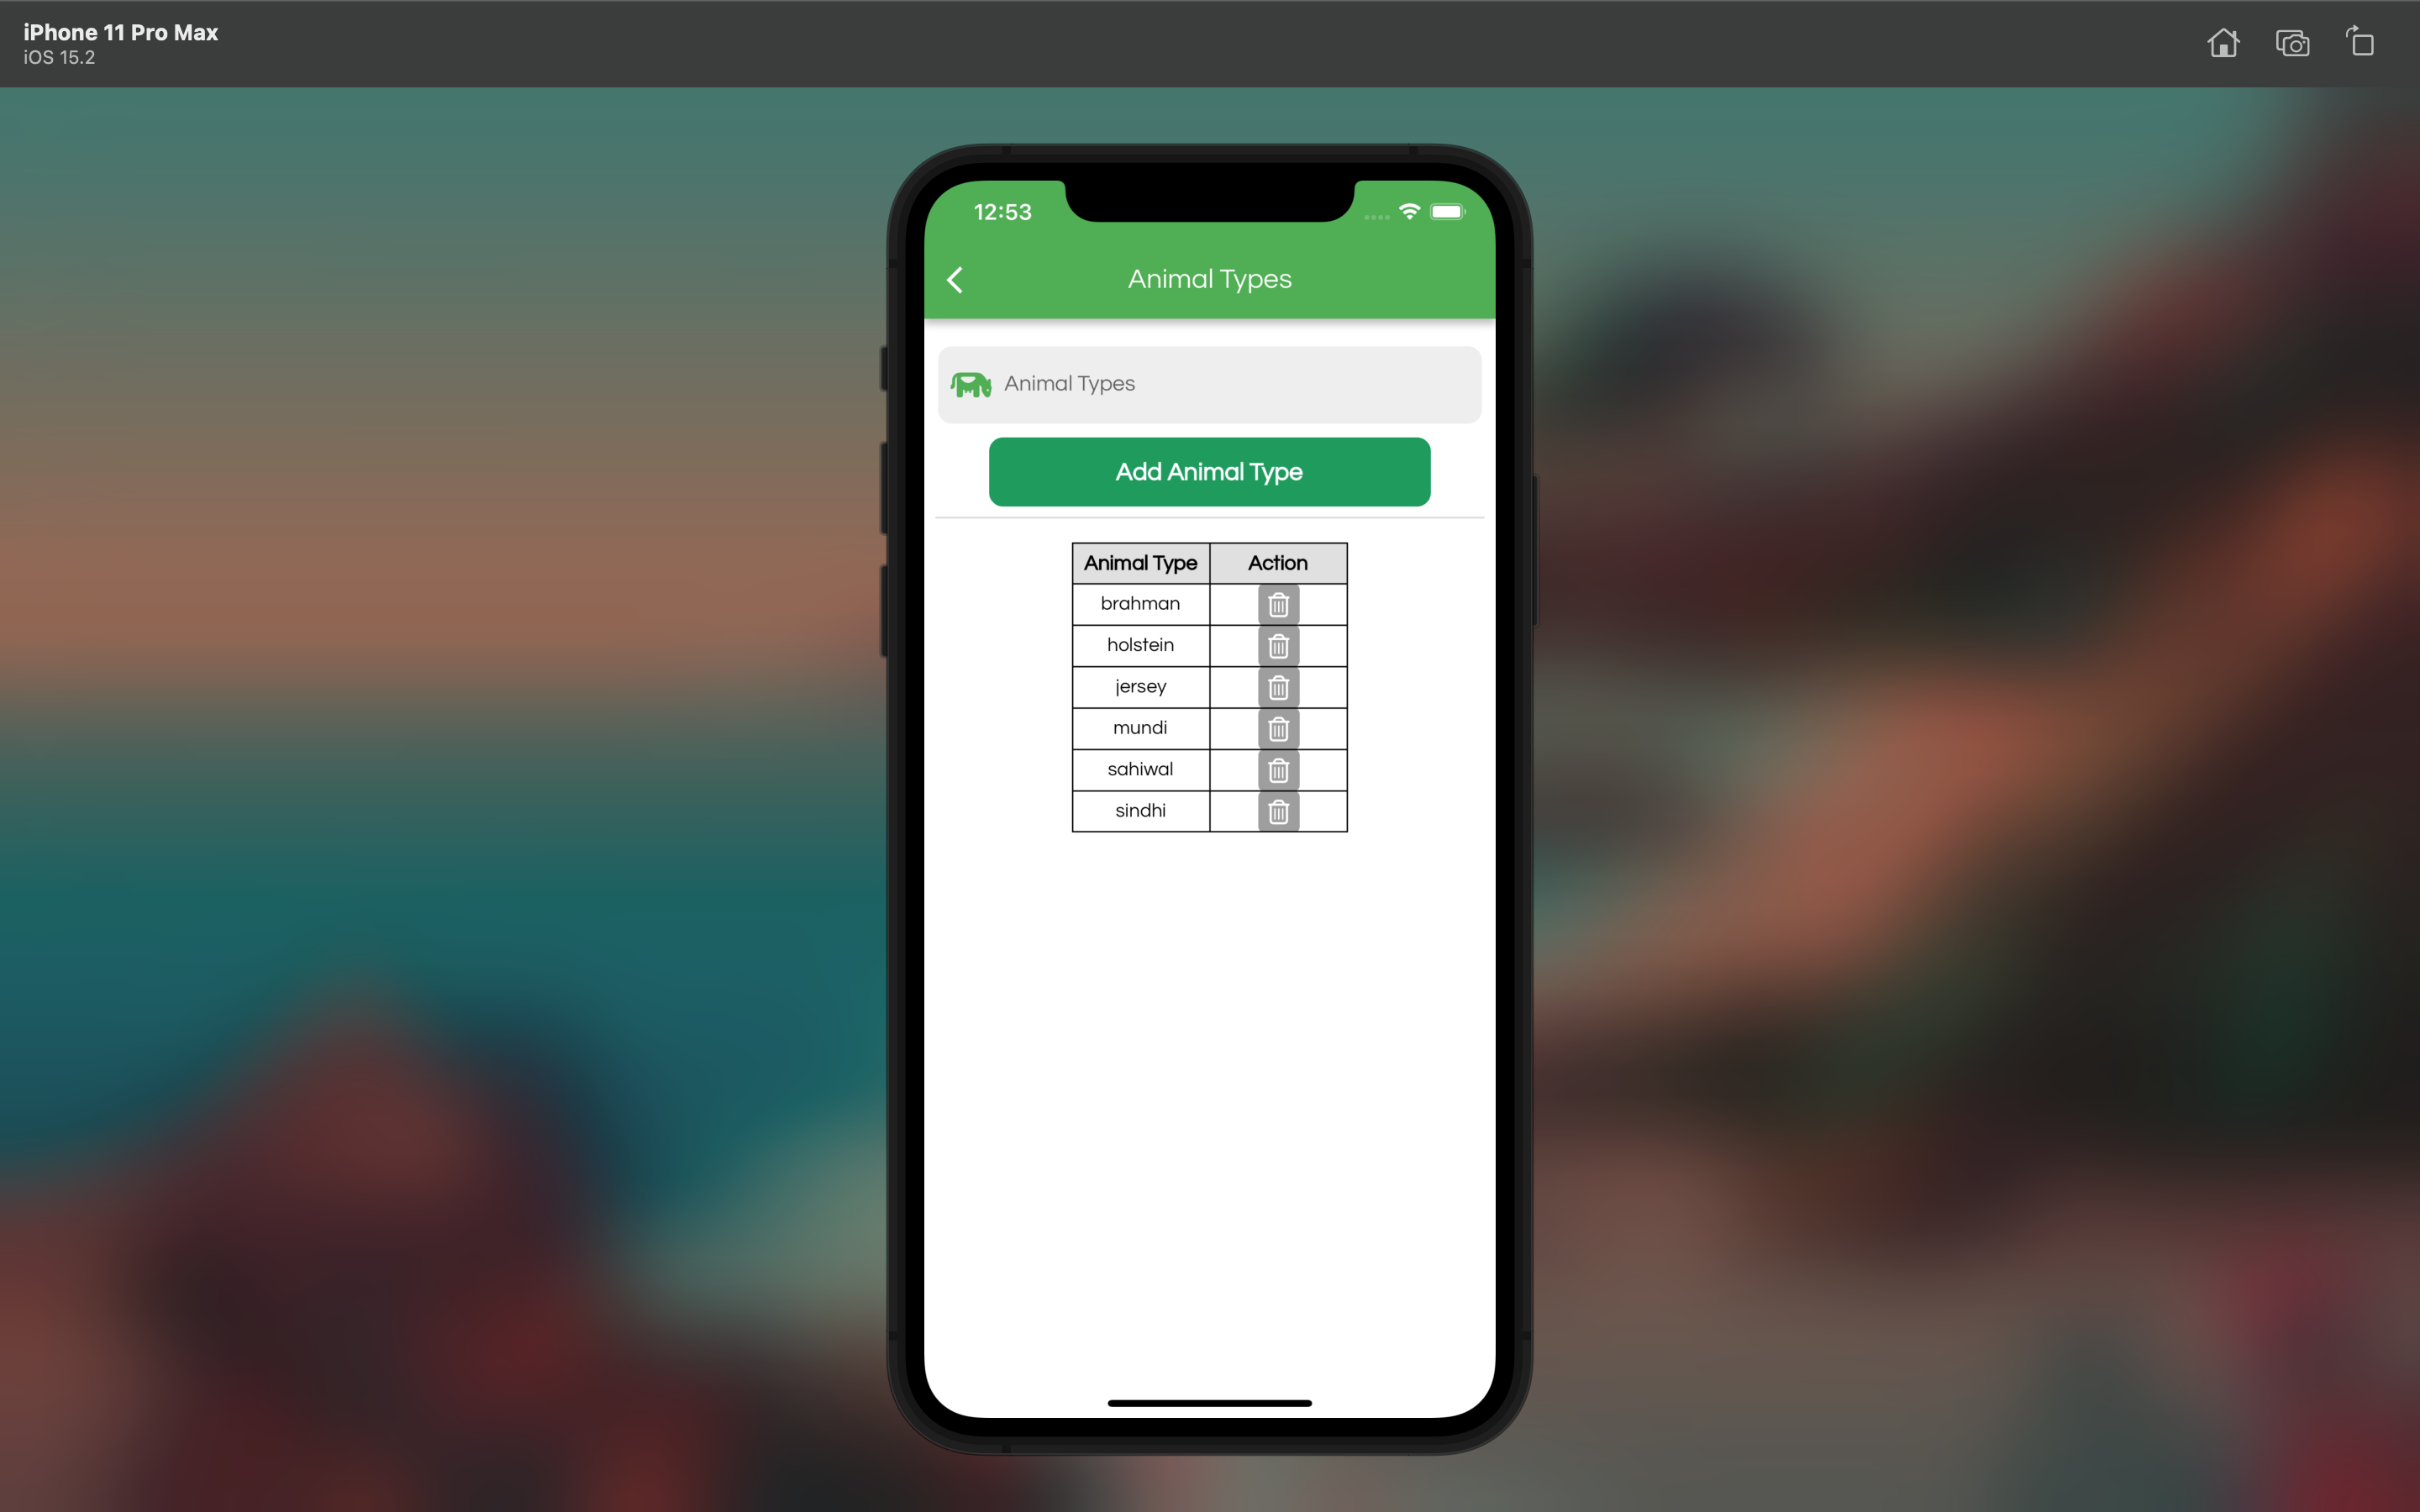 iPhone 11 Pro Max
iOS 15.2
12:53
Animal Types
Animal Types
Add Animal Type
Animal Type Action
brahman
holstein
jersey
mundi
sahiwal
sindhi